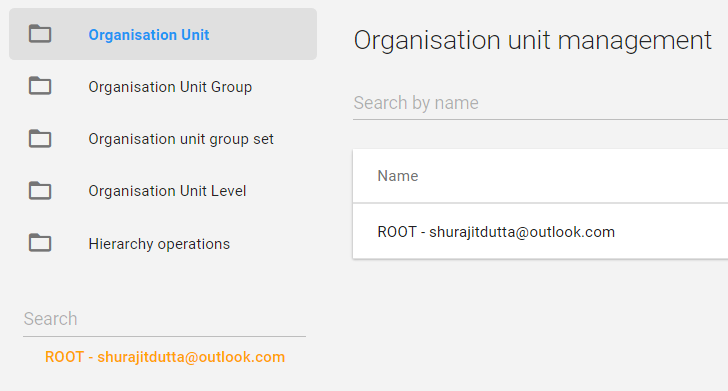 Organisation Unit
Organisation Unit Group
Organisation unit group set
Organisation Unit Level
Hierarchy operations
Search
ROOT - shurajitdutta@outlook.com
Organisation unit management
Search by name
Name
ROOT - shurajitdutta@outlook.com